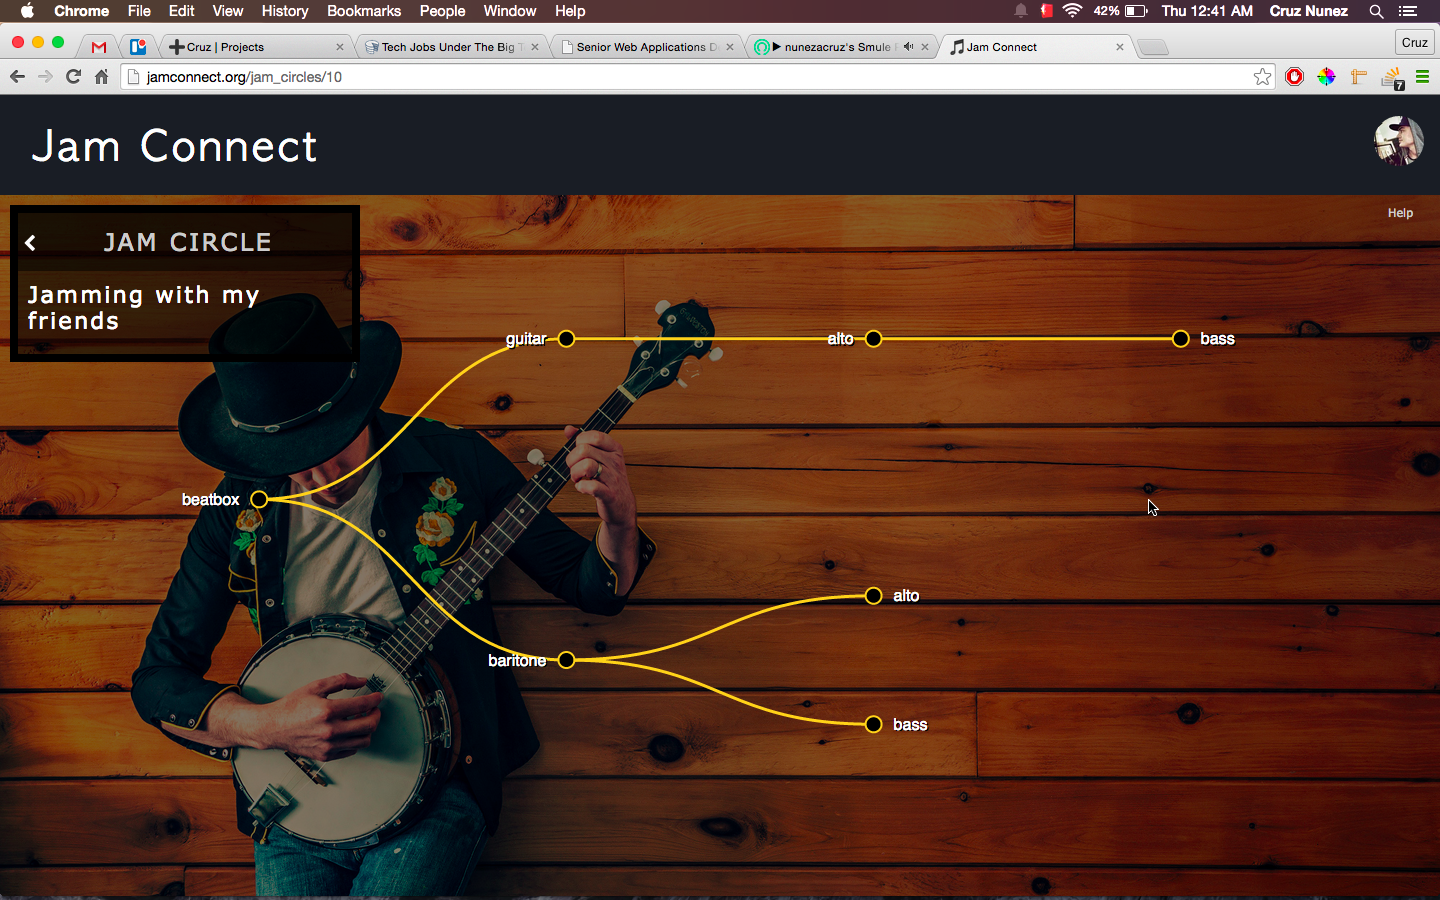 Chrome File Edit View History Bookmarks People Window Help 42% Thu 12:41 AM Cruz Nunez
Cruz | Projects Tech Jobs Under The Big T Senior Web Applications D nunezacruz's Smule Jam Connect Cruz
jamconnect.org/jam_circles/10 7
Jam Connect
Help
JAM CIRCLE
Jamming with my
friends
guitar alto bass
beatbox
alto
baritone
bass